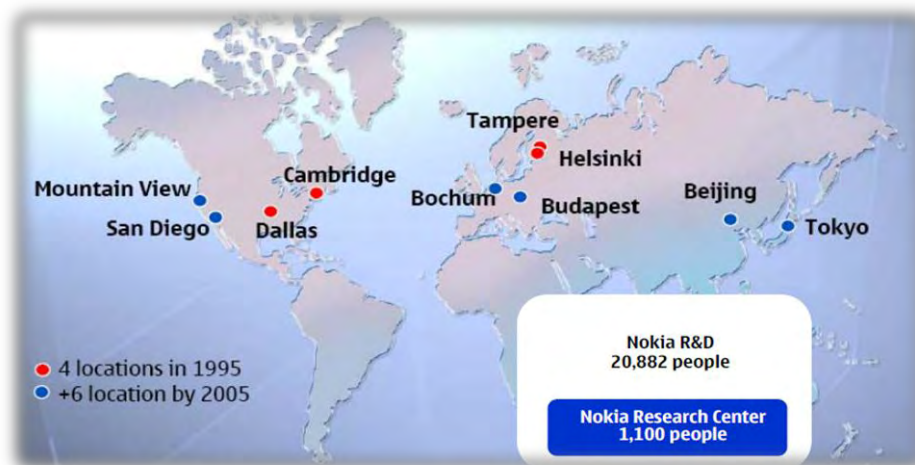 Tampere
Helsinki
Mountain View
Cambridge
Bochum
Budapest
Beijing
San Diego
Dallas
Tokyo
4 locations in 1995
+6 location by 2005
Nokia R&D
20,882 people
Nokia Research Center
1,100 people